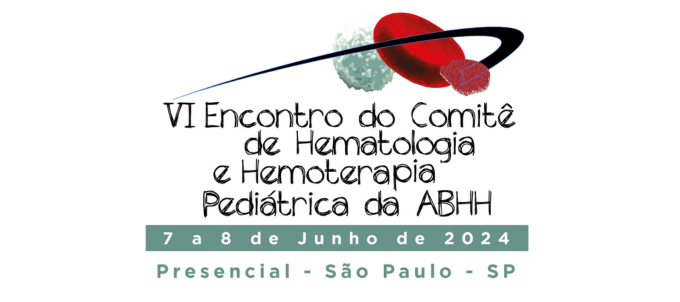 VI Encontro do Comitê
de Hematologia
e Hemoterapia
Pediátrica da ABHH
7 a 8 de Junho de 2024
Presencial - São Paulo - SP